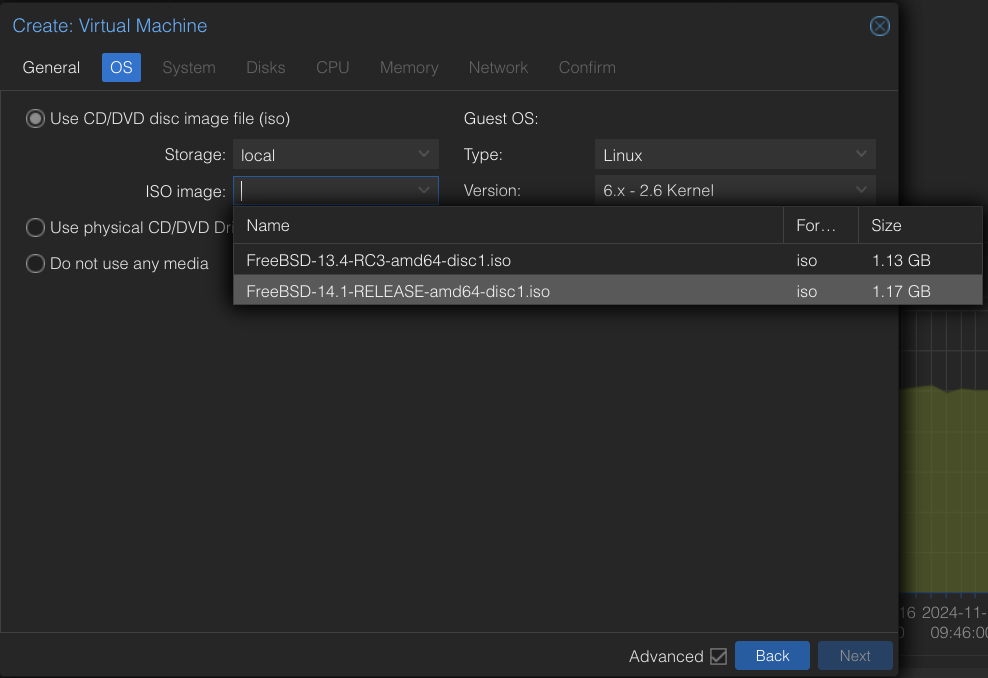 Create: Virtual Machine
General OS System Disks CPU Memory Network Confirm
Use CD/DVD disc image file (iso) Guest OS:
Storage: local Type: Linux
ISO image: Version: 6.x - 2.6 Kernel
Use physical CD/DVD Dri
Name For... Size
Do not use any media
FreeBSD-13.4-RC3-amd64-disc1.iso iso 1.13 GB
FreeBSD-14.1-RELEASE-amd64-disc1.iso iso 1.17 GB
16 2024-11-
0 09:46:00
Advanced Back Next